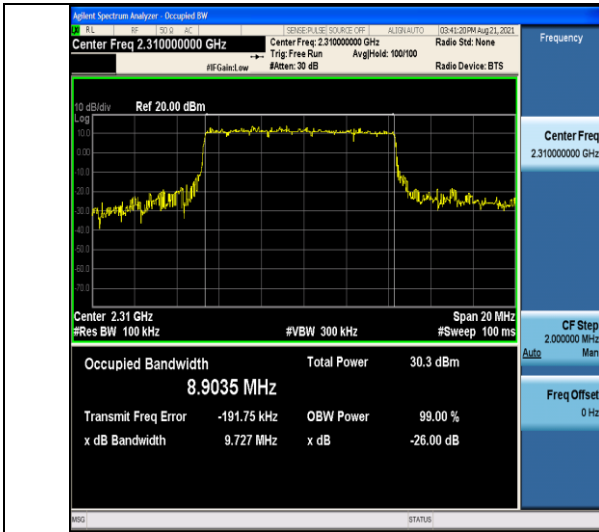 Agilent Spectrum Analyzer - Occupied BW
RL RF 50 Ω AC SENSE:PULSE SOURCE OFF ALIGN AUTO 03:41:20 PM Aug 21, 2021
Center Freq 2.310000000 GHz Center Freq: 2.310000000 GHz Radio Std: None
Trig: Free Run Avg|Hold: 100/100
#IFGain:Low #Atten: 30 dB Radio Device: BTS
Frequency
10 dB/div Ref 20.00 dBm
Log
10.0
0.00
-10.0
-20.0
-30.0
-40.0
-50.0
-60.0
-70.0
Center Freq
2.310000000 GHz
Center 2.31 GHz Span 20 MHz
#Res BW 100 kHz #VBW 300 kHz #Sweep 100 ms
CF Step
2.000000 MHz
Auto Man
Occupied Bandwidth Total Power 30.3 dBm
8.9035 MHz
Transmit Freq Error -191.75 kHz OBW Power 99.00 %
x dB Bandwidth 9.727 MHz x dB -26.00 dB
Freq Offset
0 Hz
MSG STATUS